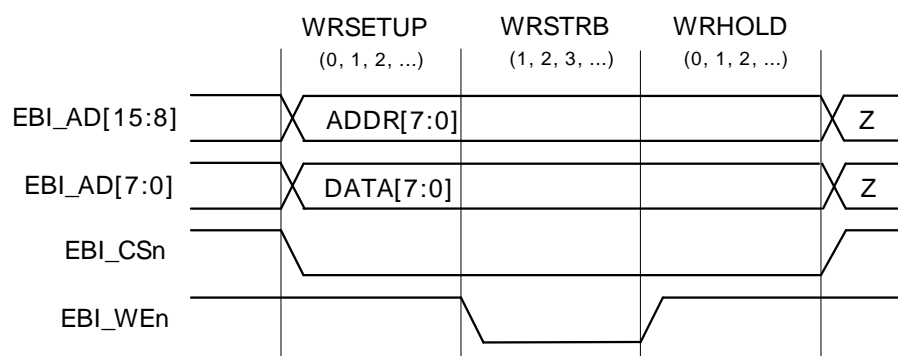 WRSETUP WRSTRB WRHOLD
(0, 1, 2, ...) (1, 2, 3, ...) (0, 1, 2, ...)
EBI_AD[15:8] ADDR[7:0] Z
EBI_AD[7:0] DATA[7:0] Z
EBI_CSn
EBI_WEn